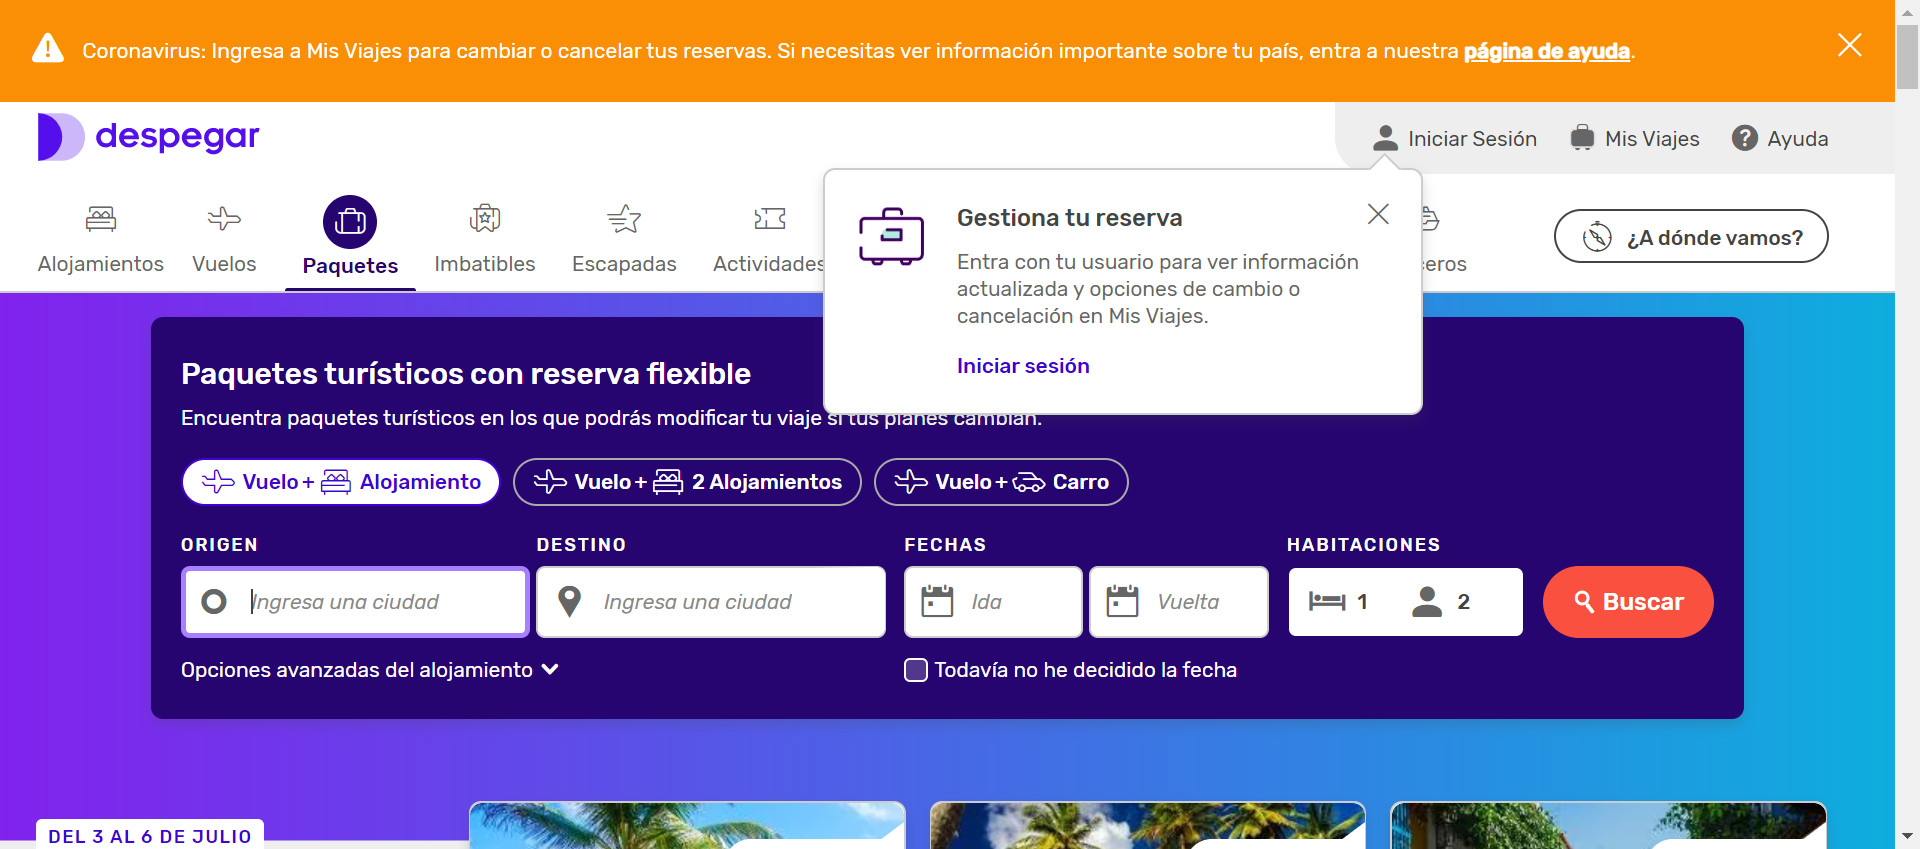 Coronavirus: Ingresa a Mis Viajes para cambiar o cancelar tus reservas. Si necesitas ver información importante sobre tu país, entra a nuestra página de ayuda.
despegar
Iniciar Sesión
Mis Viajes
Ayuda
Alojamientos
Vuelos
Paquetes
Imbatibles
Escapadas
Actividades
ceros
¿A dónde vamos?
Gestiona tu reserva
Entra con tu usuario para ver información
actualizada y opciones de cambio o
cancelación en Mis Viajes.
Iniciar sesión
Paquetes turísticos con reserva flexible
Encuentra paquetes turísticos en los que podrás modificar tu viaje si tus planes cambian.
Vuelo + Alojamiento
Vuelo + 2 Alojamientos
Vuelo + Carro
ORIGEN
DESTINO
FECHAS
HABITACIONES
Ingresa una ciudad
Ingresa una ciudad
Ida
Vuelta
1
2
Buscar
Opciones avanzadas del alojamiento
Todavía no he decidido la fecha
DEL 3 AL 6 DE JULIO